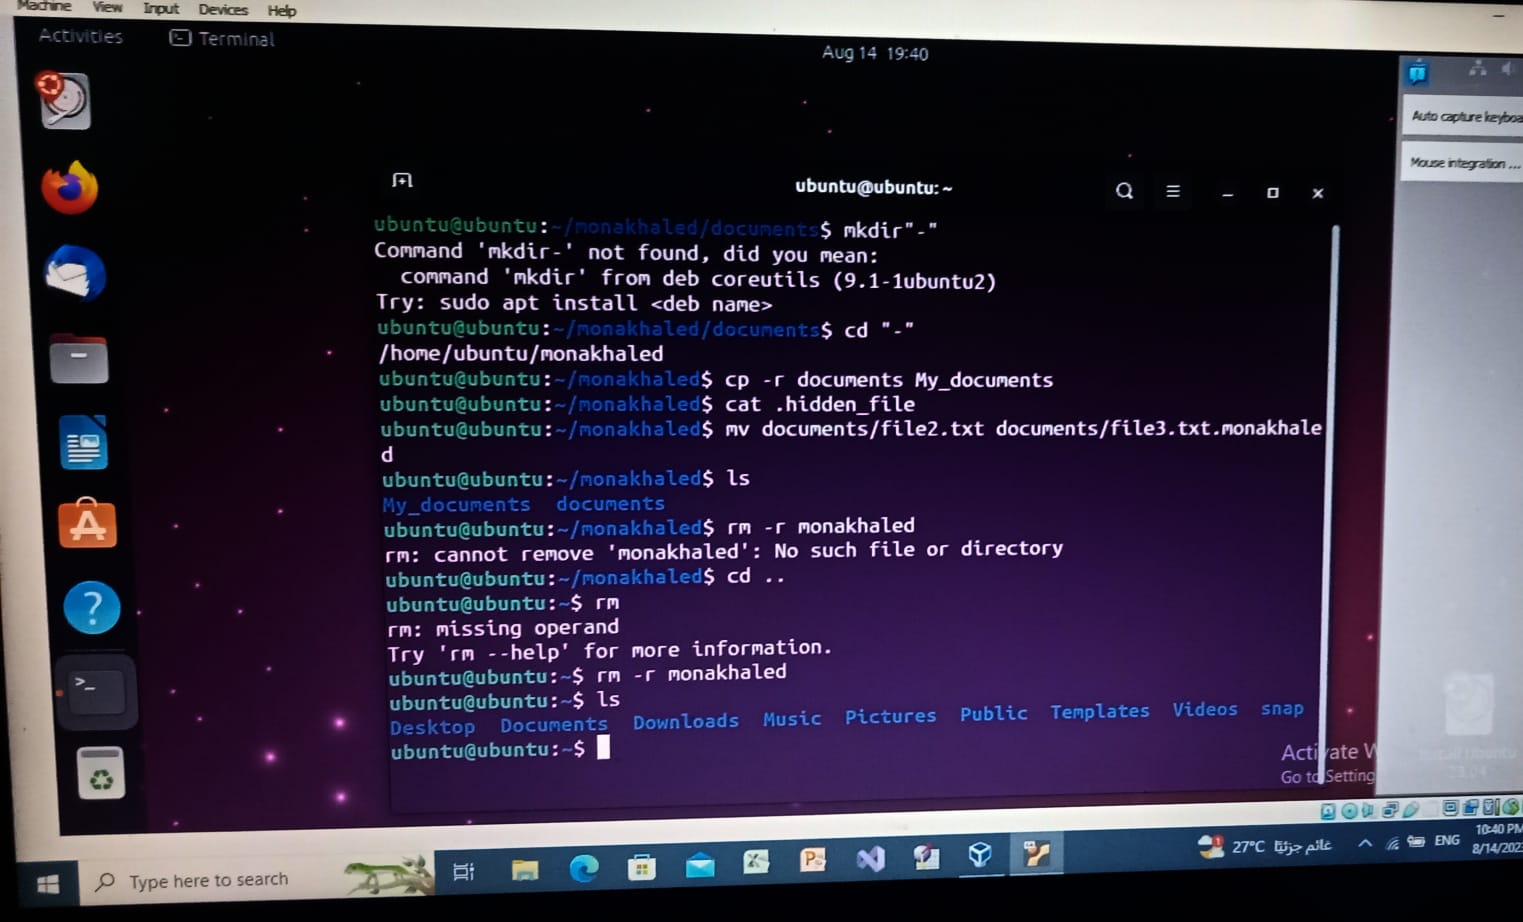 Machine View Input Devices Help
Activities Terminal
Aug 14 19:40
Auto capture keyboa
Mouse integration ...
ubuntu@ubuntu: ~
ubuntu@ubuntu:~/monakhaled/documents$ mkdir"-"
Command 'mkdir-' not found, did you mean:
command 'mkdir' from deb coreutils (9.1-1ubuntu2)
Try: sudo apt install <deb name>
ubuntu@ubuntu:~/monakhaled/documents$ cd "-"
/home/ubuntu/monakhaled
ubuntu@ubuntu:~/monakhaled$ cp -r documents My_documents
ubuntu@ubuntu:~/monakhaled$ cat .hidden_file
ubuntu@ubuntu:~/monakhaled$ mv documents/file2.txt documents/file3.txt.monakhale
d
ubuntu@ubuntu:~/monakhaled$ ls
My_documents documents
ubuntu@ubuntu:~/monakhaled$ rm -r monakhaled
rm: cannot remove 'monakhaled': No such file or directory
ubuntu@ubuntu:~/monakhaled$ cd ..
ubuntu@ubuntu:~$ rm
rm: missing operand
Try 'rm --help' for more information.
ubuntu@ubuntu:~$ rm -r monakhaled
ubuntu@ubuntu:~$ ls
Desktop Documents Downloads Music Pictures Public Templates Videos snap
ubuntu@ubuntu:~$
Activate W
Go to Setting
Type here to search
27°C غائم جزئيًا
ENG
10:40 PM
8/14/202